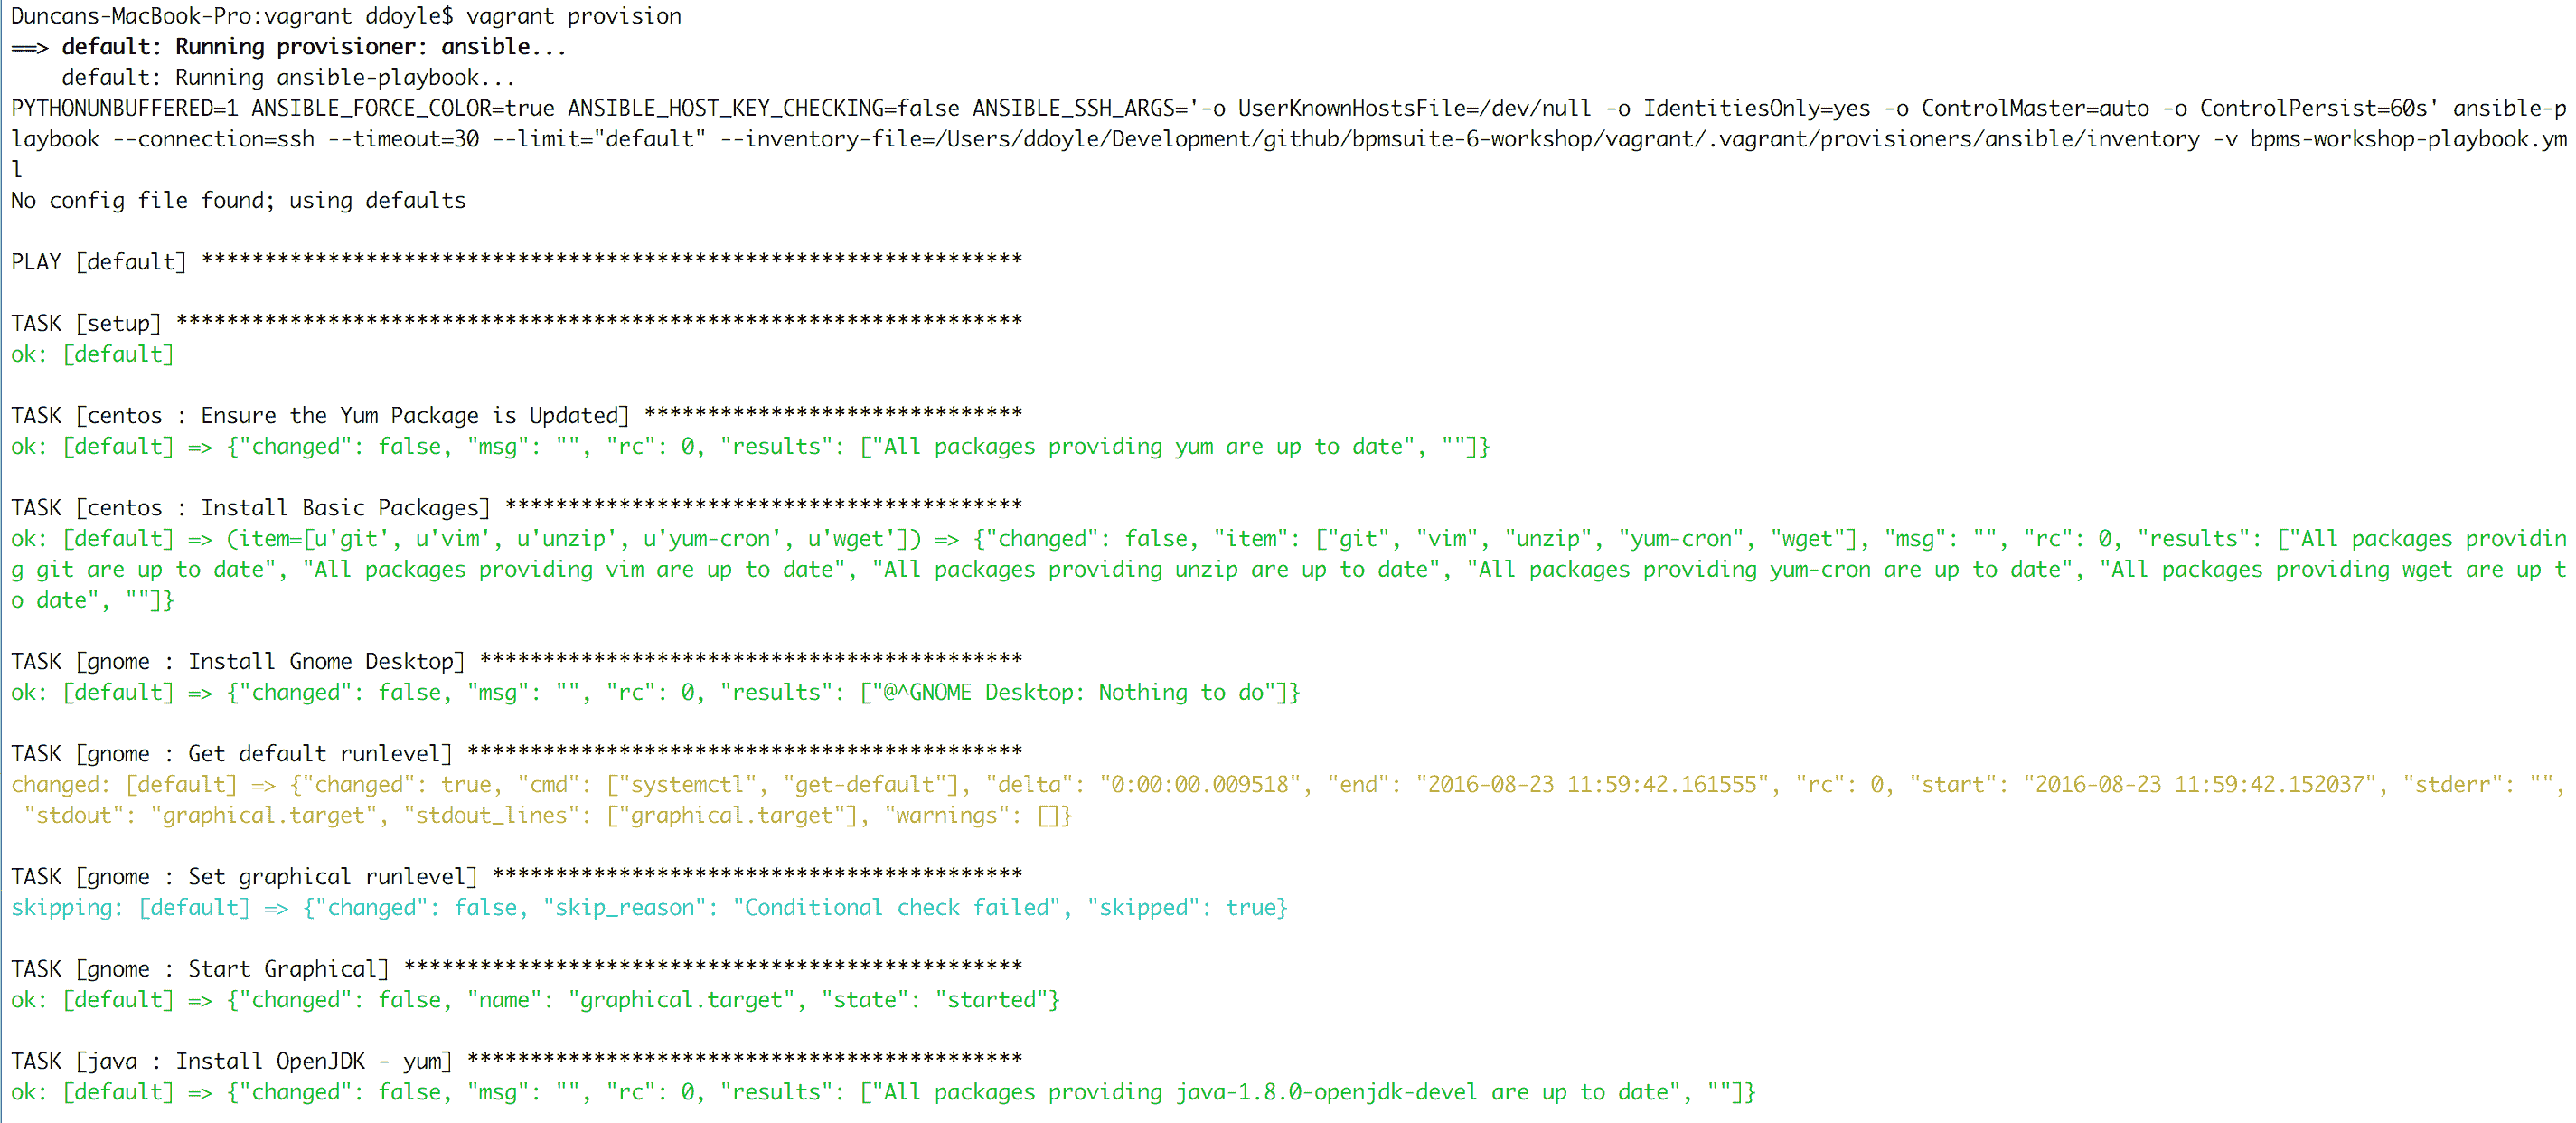 Duncans-MacBook-Pro:vagrant ddoyle$ vagrant provision
==> default: Running provisioner: ansible...
    default: Running ansible-playbook...
PYTHONUNBUFFERED=1 ANSIBLE_FORCE_COLOR=true ANSIBLE_HOST_KEY_CHECKING=false ANSIBLE_SSH_ARGS='-o UserKnownHostsFile=/dev/null -o IdentitiesOnly=yes -o ControlMaster=auto -o ControlPersist=60s' ansible-p
laybook --connection=ssh --timeout=30 --limit="default" --inventory-file=/Users/ddoyle/Development/github/bpmsuite-6-workshop/vagrant/.vagrant/provisioners/ansible/inventory -v bpms-workshop-playbook.ym
l
No config file found; using defaults

PLAY [default] *****************************************************************

TASK [setup] *******************************************************************
ok: [default]

TASK [centos : Ensure the Yum Package is Updated] ******************************
ok: [default] => {"changed": false, "msg": "", "rc": 0, "results": ["All packages providing yum are up to date", ""]}

TASK [centos : Install Basic Packages] *****************************************
ok: [default] => (item=[u'git', u'vim', u'unzip', u'yum-cron', u'wget']) => {"changed": false, "item": ["git", "vim", "unzip", "yum-cron", "wget"], "msg": "", "rc": 0, "results": ["All packages providin
g git are up to date", "All packages providing vim are up to date", "All packages providing unzip are up to date", "All packages providing yum-cron are up to date", "All packages providing wget are up t
o date", ""]}

TASK [gnome : Install Gnome Desktop] *******************************************
ok: [default] => {"changed": false, "msg": "", "rc": 0, "results": ["@^GNOME Desktop: Nothing to do"]}

TASK [gnome : Get default runlevel] ********************************************
changed: [default] => {"changed": true, "cmd": ["systemctl", "get-default"], "delta": "0:00:00.009518", "end": "2016-08-23 11:59:42.161555", "rc": 0, "start": "2016-08-23 11:59:42.152037", "stderr": "",
 "stdout": "graphical.target", "stdout_lines": ["graphical.target"], "warnings": []}

TASK [gnome : Set graphical runlevel] ******************************************
skipping: [default] => {"changed": false, "skip_reason": "Conditional check failed", "skipped": true}

TASK [gnome : Start Graphical] *************************************************
ok: [default] => {"changed": false, "name": "graphical.target", "state": "started"}

TASK [java : Install OpenJDK - yum] ********************************************
ok: [default] => {"changed": false, "msg": "", "rc": 0, "results": ["All packages providing java-1.8.0-openjdk-devel are up to date", ""]}